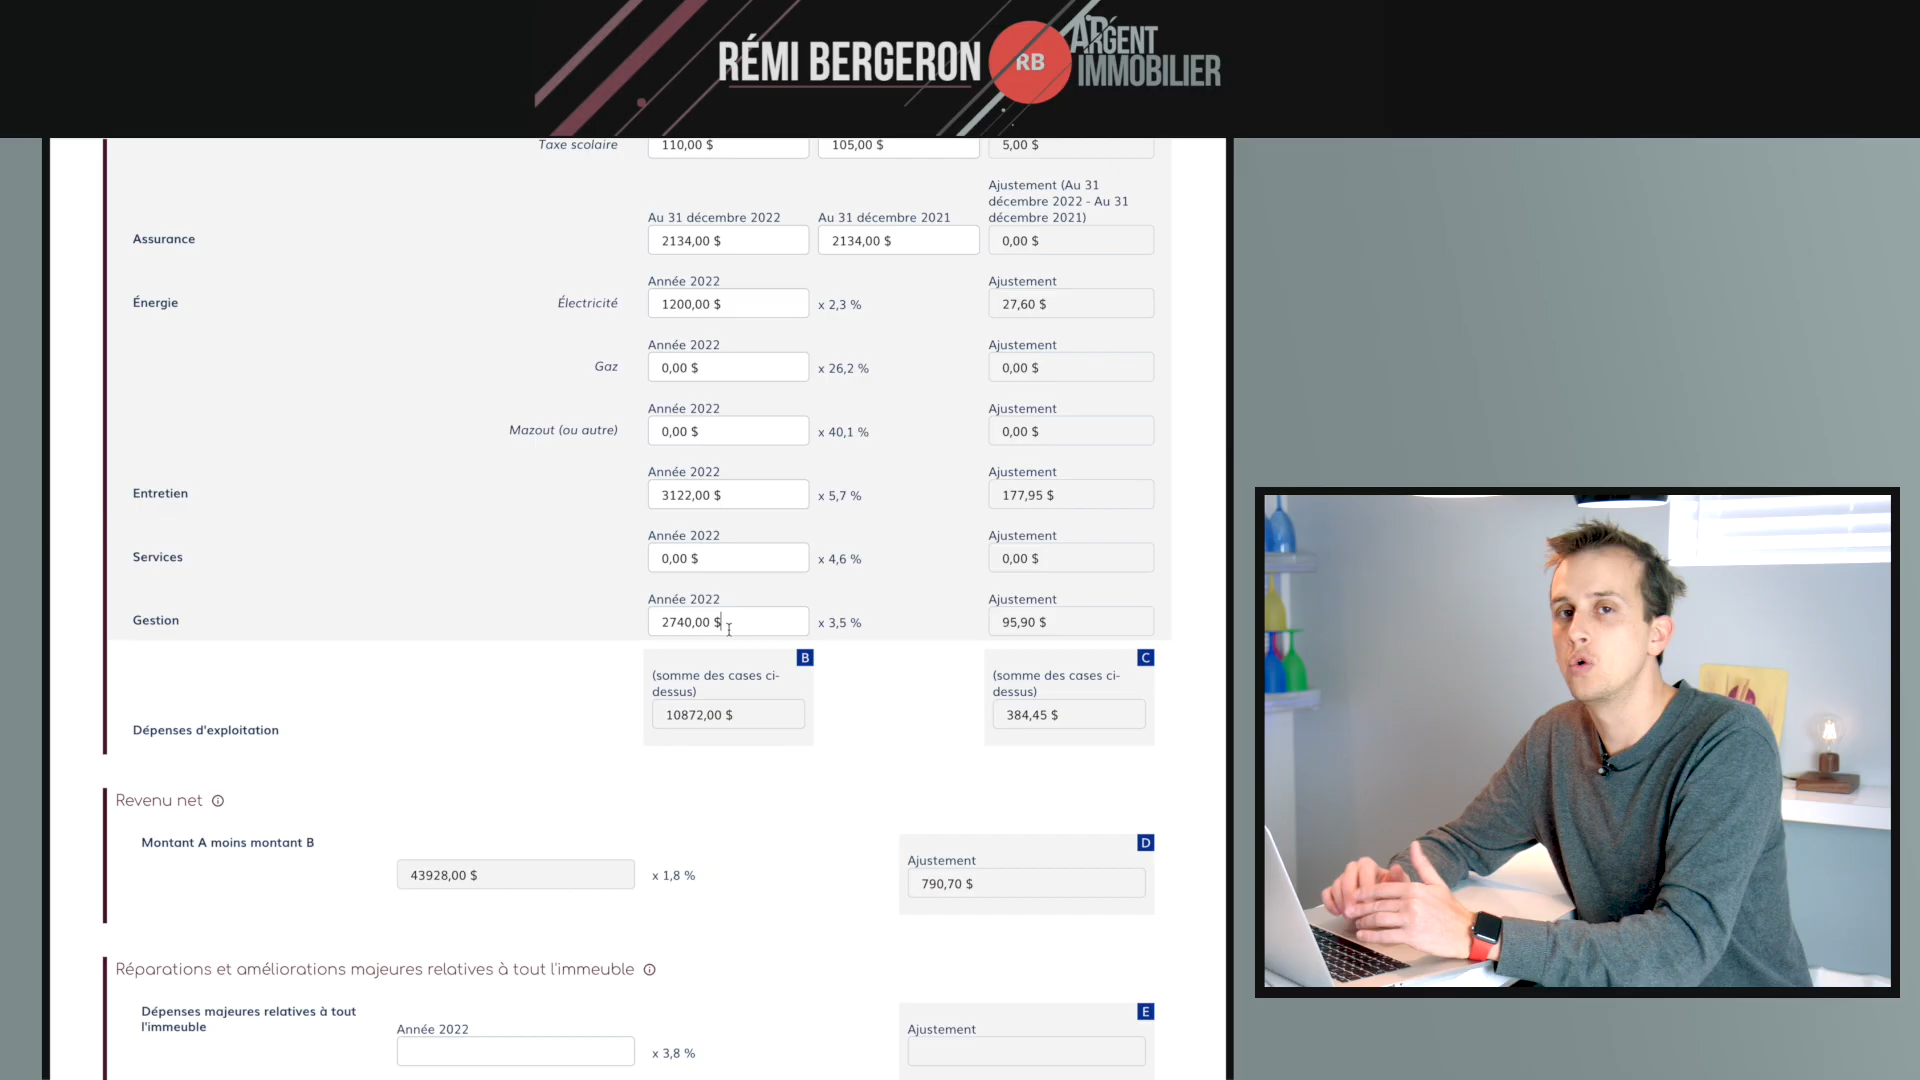 RÉMI BERGERON RB ARGENT IMMOBILIER
Taxe scolaire 110,00 $ 105,00 $ 5,00 $
Au 31 décembre 2022 Au 31 décembre 2021 Ajustement (Au 31 décembre 2022 - Au 31 décembre 2021)
Assurance 2134,00 $ 2134,00 $ 0,00 $
Année 2022 Ajustement
Énergie Électricité 1200,00 $ x 2,3 % 27,60 $
Année 2022 Ajustement
Gaz 0,00 $ x 26,2 % 0,00 $
Année 2022 Ajustement
Mazout (ou autre) 0,00 $ x 40,1 % 0,00 $
Année 2022 Ajustement
Entretien 3122,00 $ x 5,7 % 177,95 $
Année 2022 Ajustement
Services 0,00 $ x 4,6 % 0,00 $
Année 2022 Ajustement
Gestion 2740,00 $ x 3,5 % 95,90 $
B C
(somme des cases ci-dessus) (somme des cases ci-dessus)
10872,00 $ 384,45 $
Dépenses d'exploitation
Revenu net
Montant A moins montant B D
Ajustement
43928,00 $ x 1,8 % 790,70 $
Réparations et améliorations majeures relatives à tout l'immeuble
Dépenses majeures relatives à tout l'immeuble E
Année 2022 Ajustement
x 3,8 %